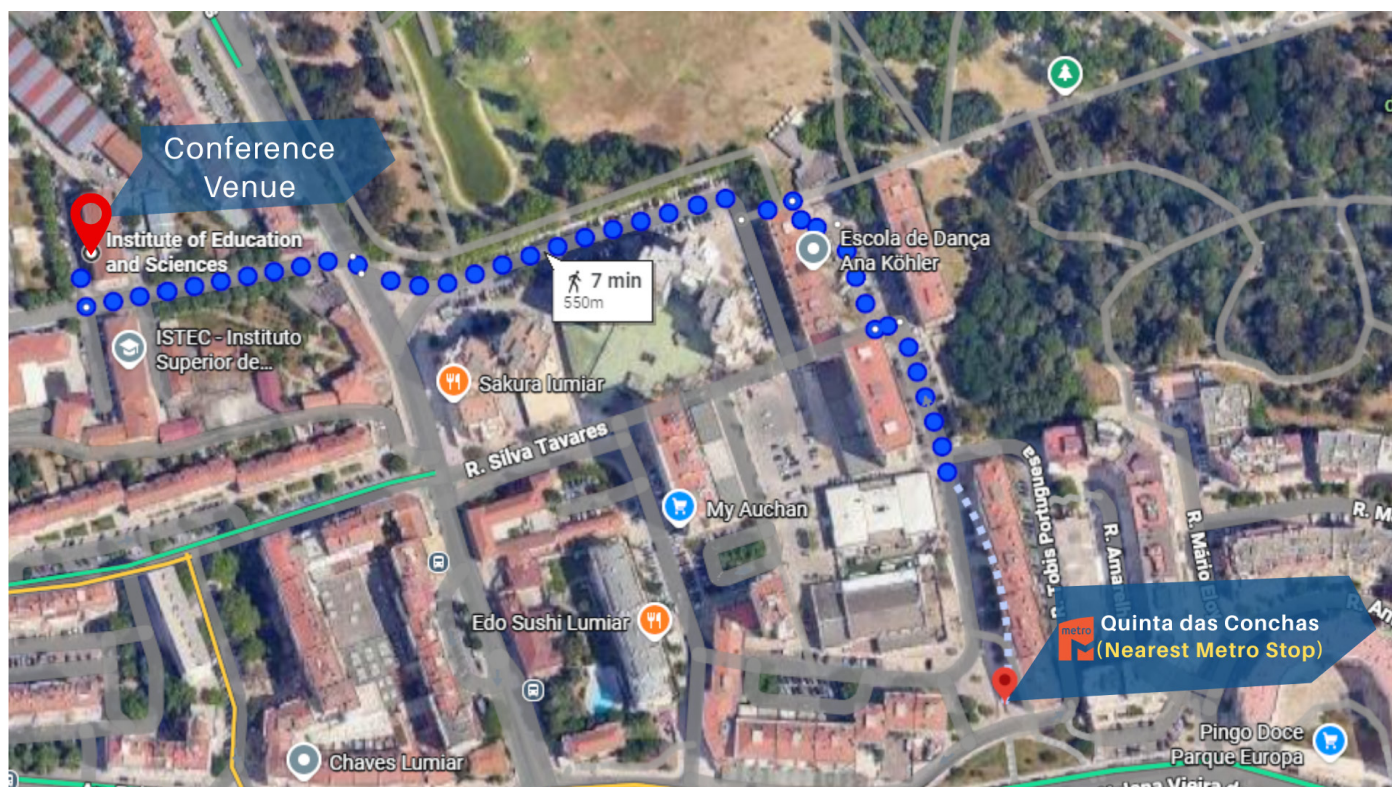 Conference
Venue
Institute of Education
and Sciences
Escola de Dança
Ana Köhler
7 min
550m
ISTEC - Instituto
Superior de...
Sakura lumiar
R. Silva Tavares
My Auchan
Tobis Portuguesa
R. Mário
R. M
metro
Quinta das Conchas
(Nearest Metro Stop)
Edo Sushi Lumiar
Pingo Doce
Parque Europa
Chaves Lumiar